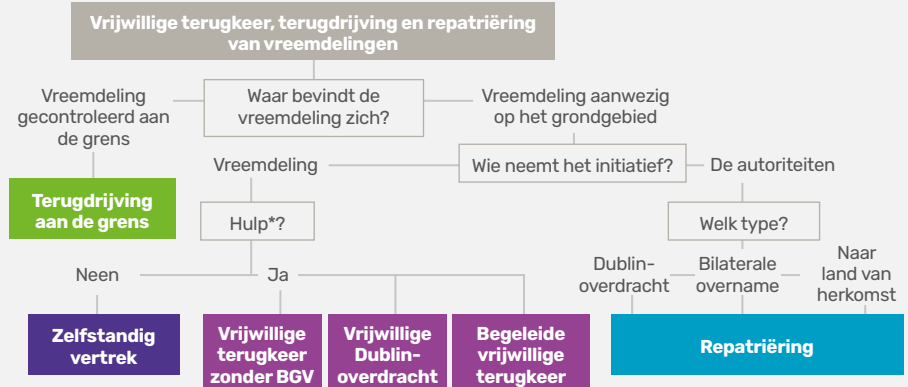 Vrijwillige terugkeer, terugdrijving en repatriëring
van vreemdelingen
Vreemdeling
gecontroleerd aan
de grens
Waar bevindt de
vreemdeling zich?
Vreemdeling aanwezig
op het grondgebied
Vreemdeling
Wie neemt het initiatief?
De autoriteiten
Terugdrijving
aan de grens
Hulp*?
Welk type?
Neen
Ja
Dublin-
overdracht
Bilaterale
overname
Naar
land van
herkomst
Zelfstandig
vertrek
Vrijwillige
terugkeer
zonder BGV
Vrijwillige
Dublin-
overdracht
Begeleide
vrijwillige
terugkeer
Repatriëring